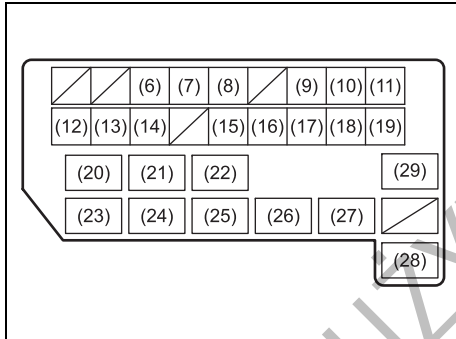 (6) (7) (8) (9) (10) (11)
(12) (13) (14) (15) (16) (17) (18) (19)
(20) (21) (22) (29)
(23) (24) (25) (26) (27)
(28)